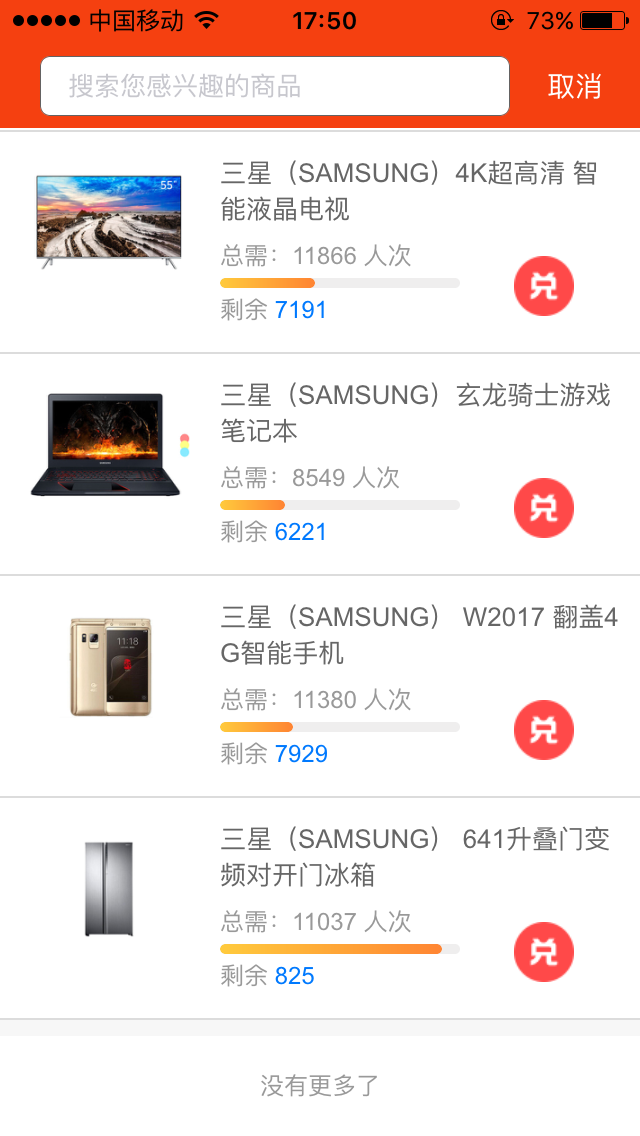 中国移动 17:50 73%
搜索您感兴趣的商品 取消
55"
三星（SAMSUNG）4K超高清 智
能液晶电视
总需：11866 人次
兑
剩余 7191
三星（SAMSUNG）玄龙骑士游戏
笔记本
总需：8549 人次
兑
剩余 6221
三星（SAMSUNG） W2017 翻盖4
G智能手机
11:18
总需：11380 人次
兑
剩余 7929
三星（SAMSUNG） 641升叠门变
频对开门冰箱
总需：11037 人次
兑
剩余 825
没有更多了